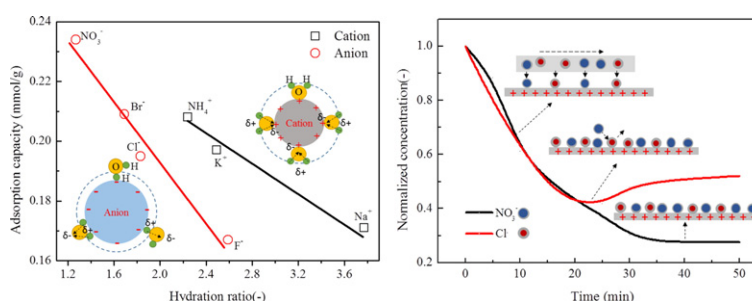 0.24
0.22
0.20
0.18
0.16
Adsorption capacity (mmol/g)
1.2 1.6 2.0 2.4 2.8 3.2 3.6
Hydration ratio(-)
□ Cation
○ Anion
NO₃⁻
Br⁻
Cl⁻
F⁻
NH₄⁺
K⁺
Na⁺
H H
O
δ+ δ+
Cation
δ- δ-
δ-
δ+
O H
H
Anion
δ+ δ+
δ- δ-
1.0
0.8
0.6
0.4
0.2
Normalized concentration(-)
0 10 20 30 40 50
Time (min)
NO₃⁻
Cl⁻